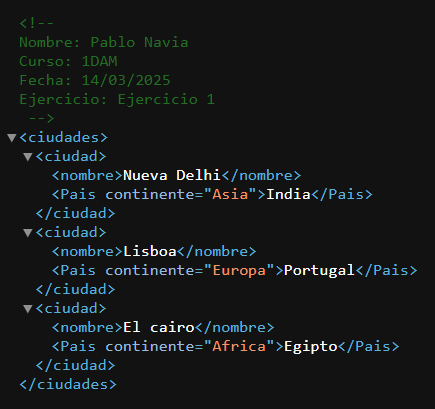 <!--
Nombre: Pablo Navia
Curso: 1DAM
Fecha: 14/03/2025
Ejercicio: Ejercicio 1
-->
<ciudades>
<ciudad>
<nombre>Nueva Delhi</nombre>
<Pais continente="Asia">India</Pais>
</ciudad>
<ciudad>
<nombre>Lisboa</nombre>
<Pais continente="Europa">Portugal</Pais>
</ciudad>
<ciudad>
<nombre>El cairo</nombre>
<Pais continente="Africa">Egipto</Pais>
</ciudad>
</ciudades>